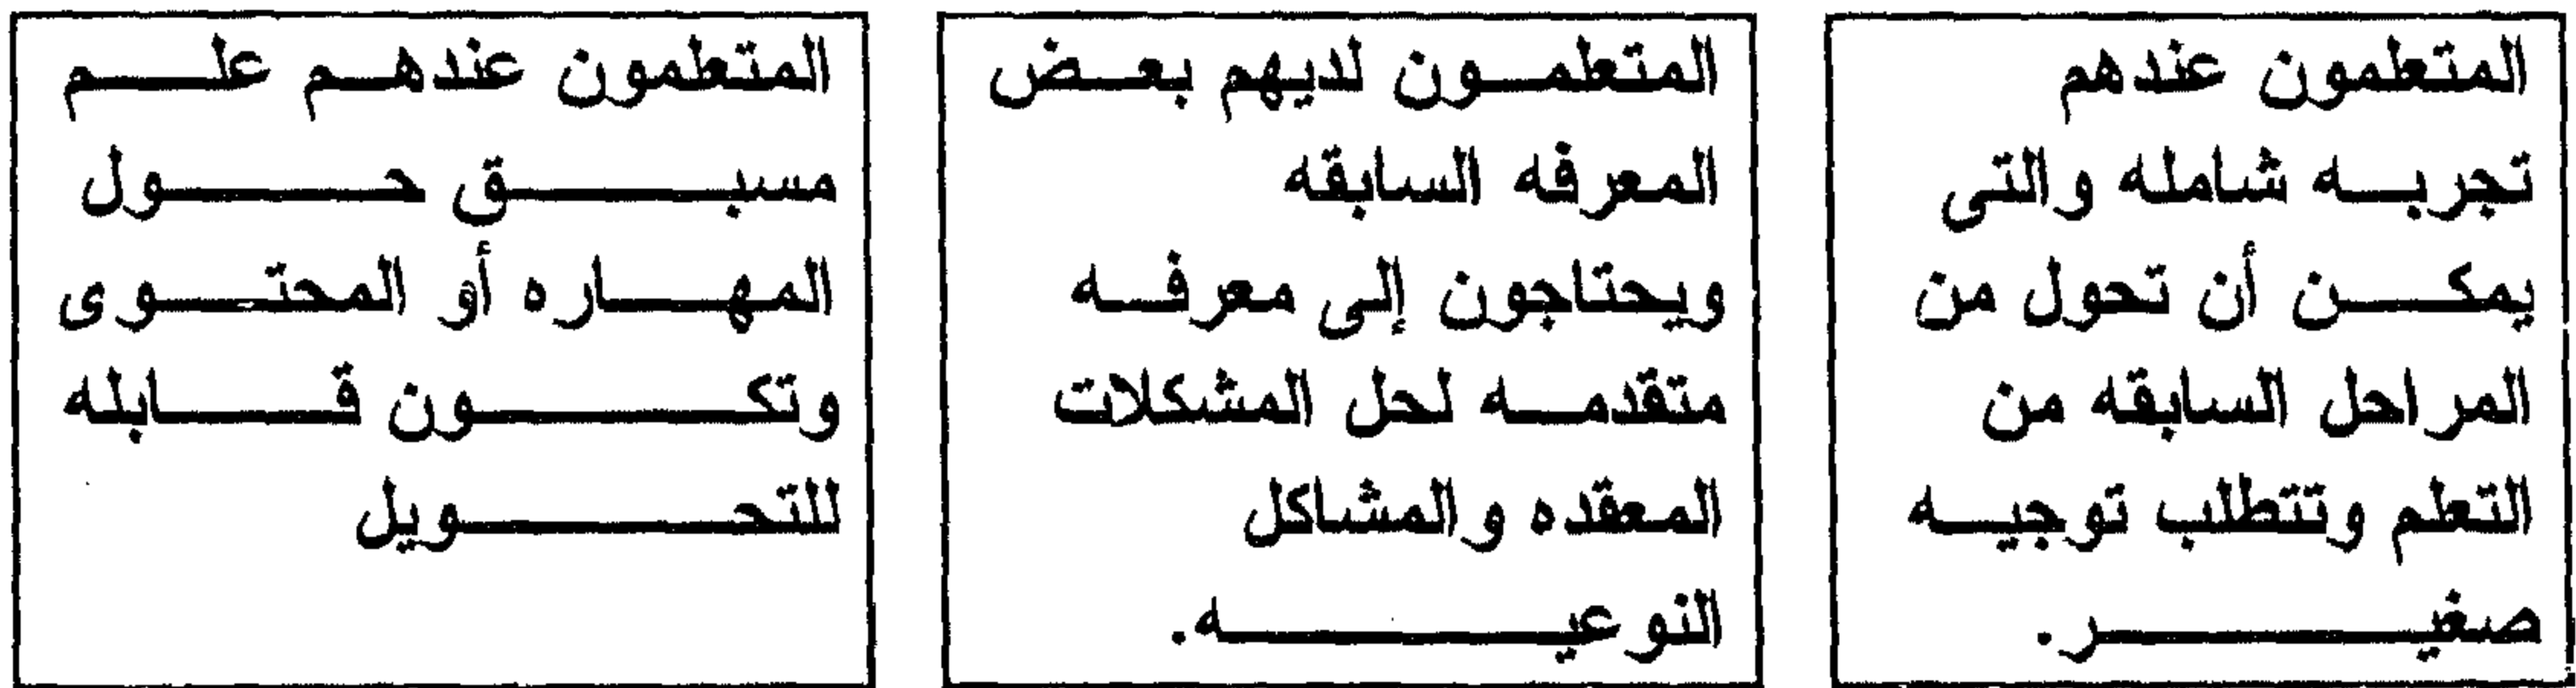 المتعلمون عندهم
تجربه شامله والتى
يمكن أن تحول من
المراحل السابقه من
التعلم وتتطلب توجيه
صغير.
المتعلمون لديهم بعض
المعرفه السابقه
ويحتاجون إلى معرفه
متقدمه لحل المشكلات
المعقده والمشاكل
النوعيه.
المتعلمون عندهم علم
مسبق حول
المهاره أو المحتوى
وتكون قابله
للتحويل